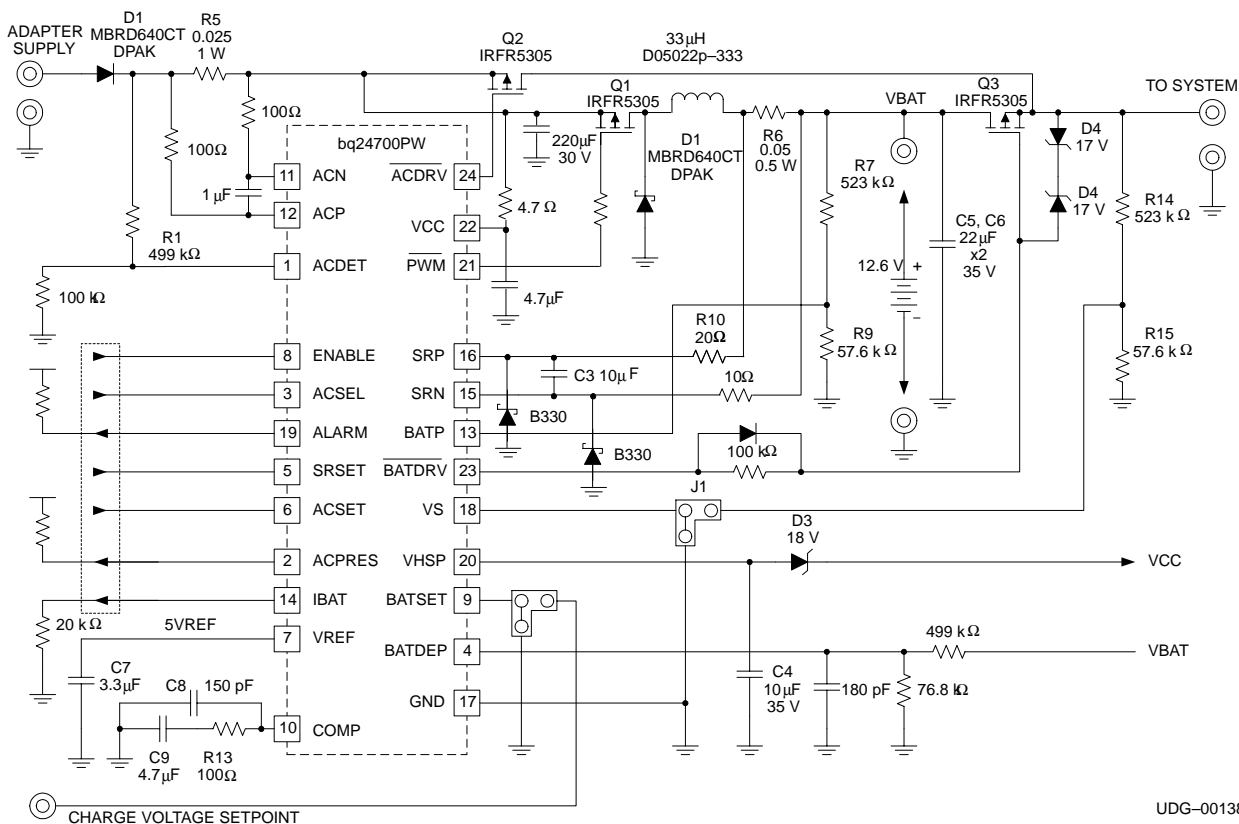 ADAPTER
SUPPLY
D1
MBRD640CT
DPAK
R5
0.025
1 W
Q2
IRFR5305
33μH
D05022p–333
Q1
IRFR5305
VBAT
Q3
IRFR5305
TO SYSTEM
100Ω
100Ω
1 μF
R1
499 kΩ
100 kΩ
bq24700PW
220μF
30 V
4.7 Ω
4.7μF
D1
MBRD640CT
DPAK
R6
0.05
0.5 W
R7
523 kΩ
R9
57.6 k Ω
12.6 V
+
−
C5, C6
22μF
x2
35 V
D4
17 V
D4
17 V
R14
523 kΩ
R15
57.6 k Ω
11 ACN
12 ACP
1 ACDET
8 ENABLE
3 ACSEL
19 ALARM
5 SRSET
6 ACSET
2 ACPRES
14 IBAT
7 VREF
10 COMP
ACDRV 24
VCC 22
PWM 21
SRP 16
SRN 15
BATP 13
BATDRV 23
VS 18
VHSP 20
BATSET 9
BATDEP 4
GND 17
R10
20Ω
C3 10μ F
10Ω
B330
B330
100 kΩ
J1
D3
18 V
VCC
499 kΩ
VBAT
C4
10μF
35 V
180 pF
76.8 kΩ
20 kΩ
5VREF
C7
3.3μF
C8
150 pF
C9
4.7μF
R13
100Ω
CHARGE VOLTAGE SETPOINT
UDG–00138